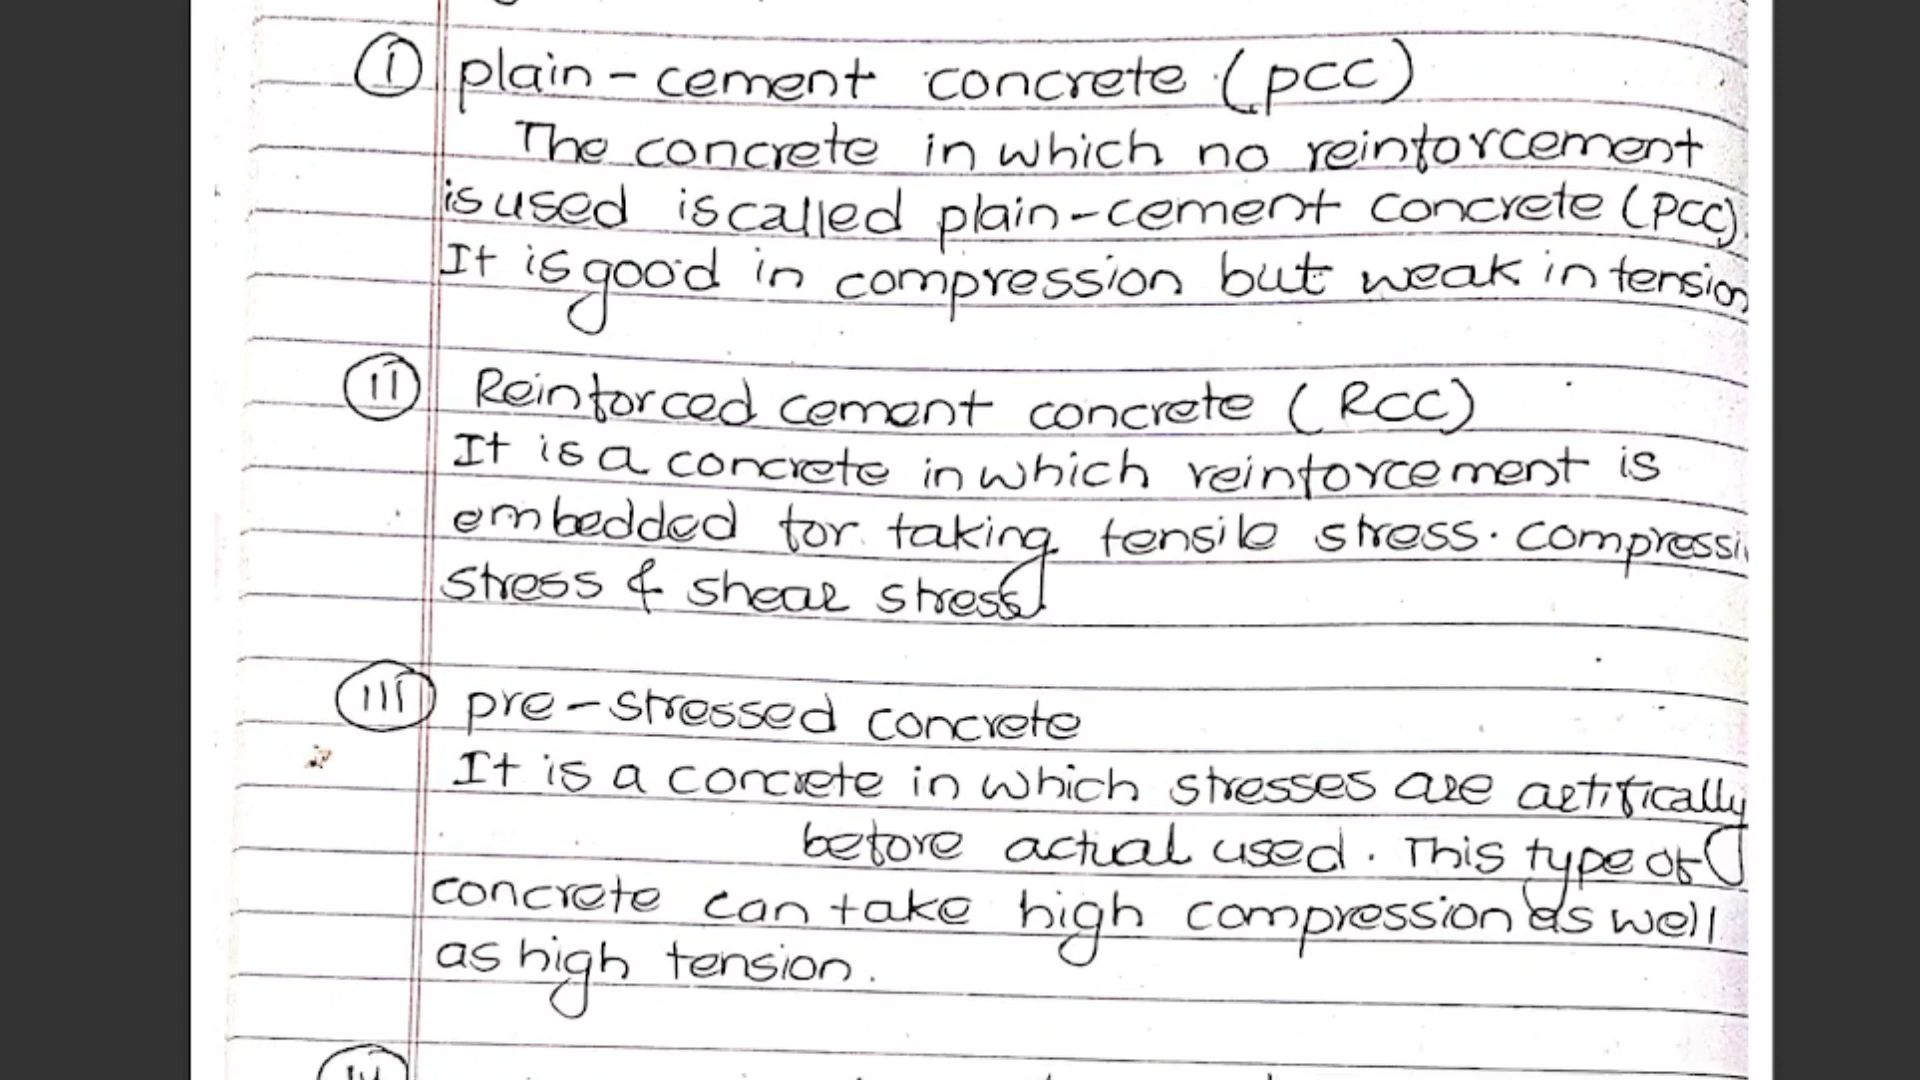 I plain-cement concrete (pcc)
The concrete in which no reinforcement
is used is called plain-cement concrete (pcc).
It is good in compression but weak in tension
II Reinforced cement concrete (RCC)
It is a concrete in which reinforcement is
embedded for taking tensile stress. compressi
stress & shear stress
III pre-stressed concrete
It is a concrete in which stresses are artifically
before actual used. This type of
concrete can take high compression as well
as high tension.
IV